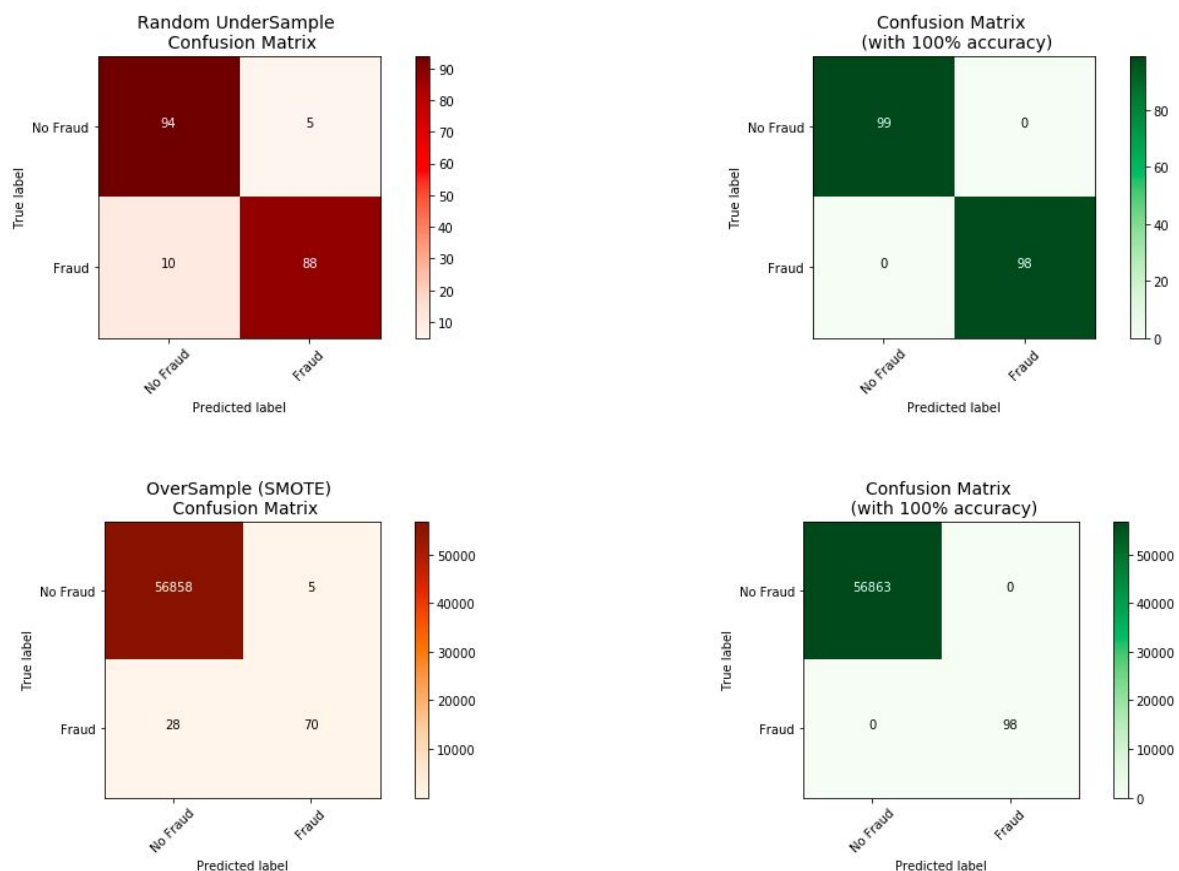 Random UnderSample
Confusion Matrix
No Fraud
Fraud
True label
94 5
10 88
No Fraud Fraud
Predicted label
90
80
70
60
50
40
30
20
10
Confusion Matrix
(with 100% accuracy)
No Fraud
Fraud
True label
99 0
0 98
No Fraud Fraud
Predicted label
80
60
40
20
0
OverSample (SMOTE)
Confusion Matrix
No Fraud
Fraud
True label
56858 5
28 70
No Fraud Fraud
Predicted label
50000
40000
30000
20000
10000
Confusion Matrix
(with 100% accuracy)
No Fraud
Fraud
True label
56863 0
0 98
No Fraud Fraud
Predicted label
50000
40000
30000
20000
10000
0